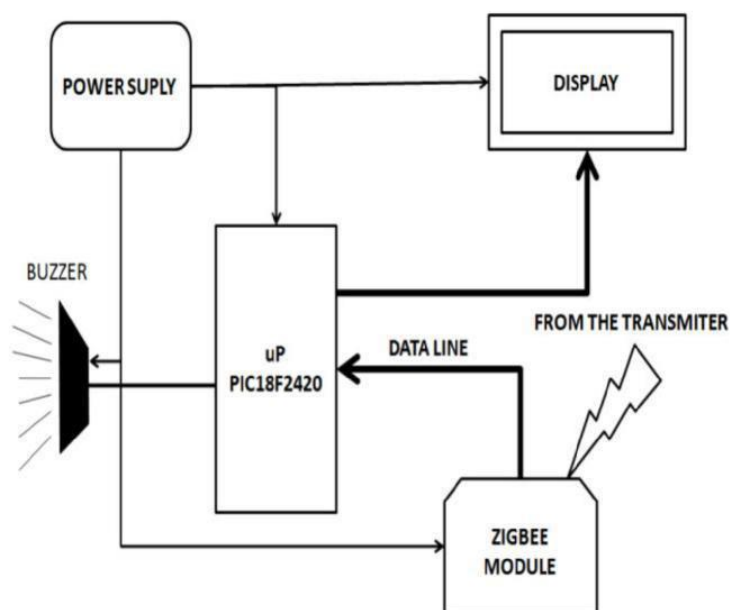 POWER SUPLY
DISPLAY
BUZZER
uP
PIC18F2420
DATA LINE
FROM THE TRANSMITER
ZIGBEE
MODULE